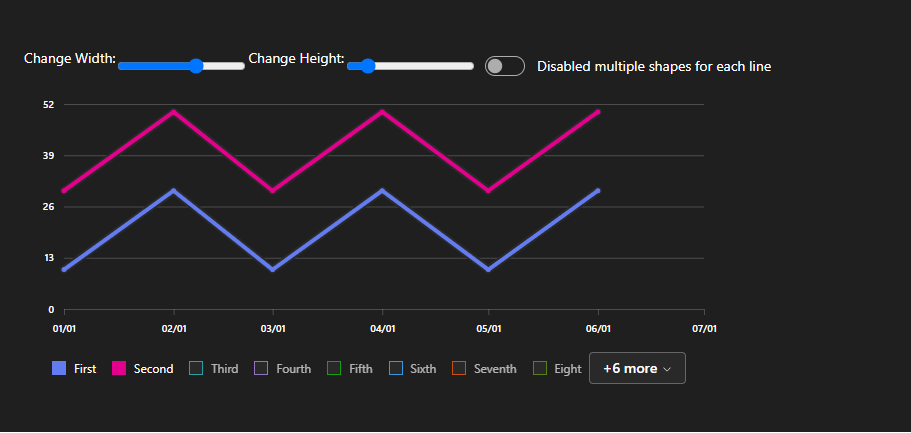 Change Width: Change Height: Disabled multiple shapes for each line
52
39
26
13
0
01/01 02/01 03/01 04/01 05/01 06/01 07/01
First Second Third Fourth Fifth Sixth Seventh Eight +6 more